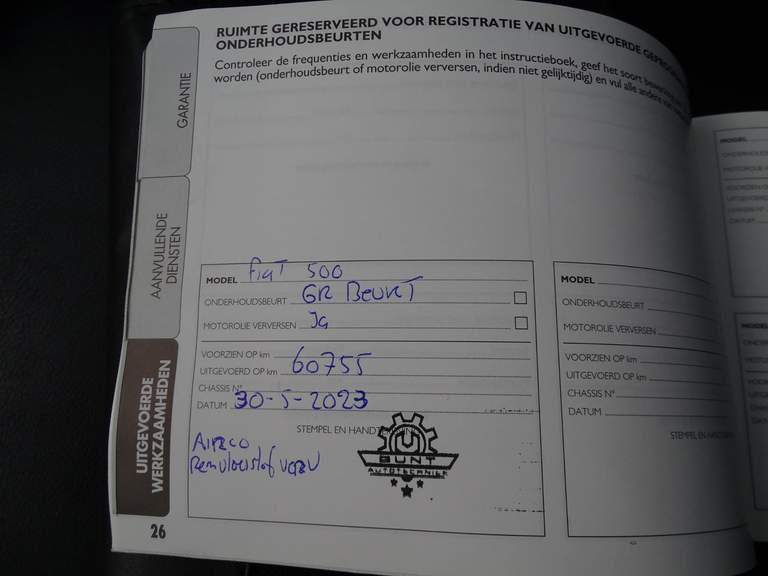 RUIMTE GERESERVEERD VOOR REGISTRATIE VAN UITGEVOERDE
ONDERHOUDSBEURTEN
Controleer de frequenties en werkzaamheden in het instructieboek, geef het soort
worden (onderhoudsbeurt of motorolie verversen, indien niet gelijktijdig) en vul alle andere
GARANTIE
AANVULLENDE
DIENSTEN
UITGEVOERDE
WERKZAAMHEDEN
MODEL Fiat 500
ONDERHOUDSBEURT GR BEURT
MOTOROLIE VERVERSEN Ja
VOORZIEN OP km
UITGEVOERD OP km 60755
CHASSIS N°
DATUM 30-5-2023
STEMPEL EN
Airco
Remvloeistof
BUNT
AUTOTECHNIEK
MODEL
ONDERHOUDSBEURT
MOTOROLIE VERVERSEN
VOORZIEN OP km
UITGEVOERD OP km
CHASSIS N°
DATUM
STEMPEL EN
MODEL
DATUM
MODEL
26